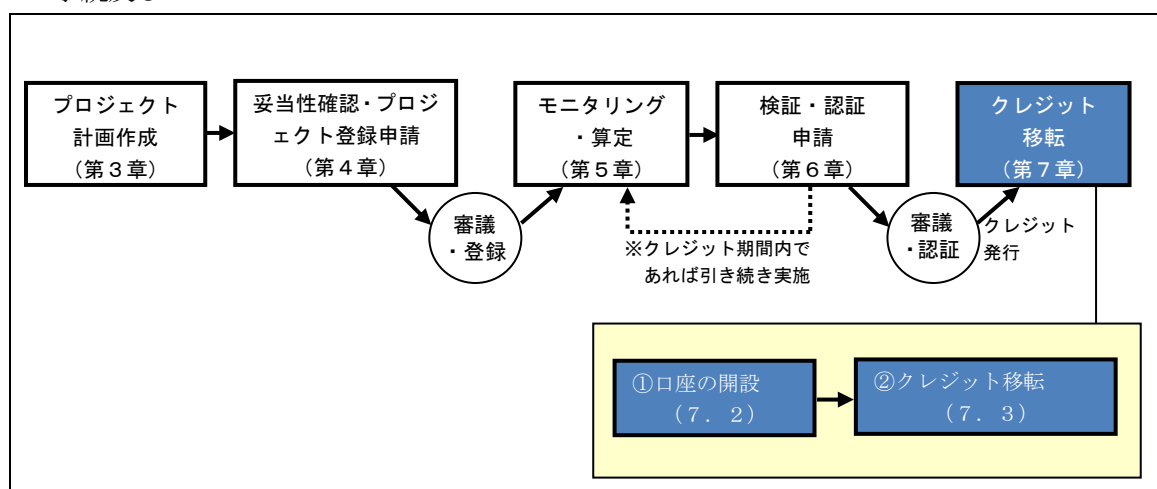 プロジェクト
計画作成
（第３章）
妥当性確認・プロジ
ェクト登録申請
（第４章）
モニタリング
・算定
（第５章）
検証・認証
申請
（第６章）
クレジット
移転
（第７章）
審議
・登録
※クレジット期間内で
あれば引き続き実施
審議
・認証
クレジット
発行
①口座の開設
（７．２）
②クレジット移転
（７．３）